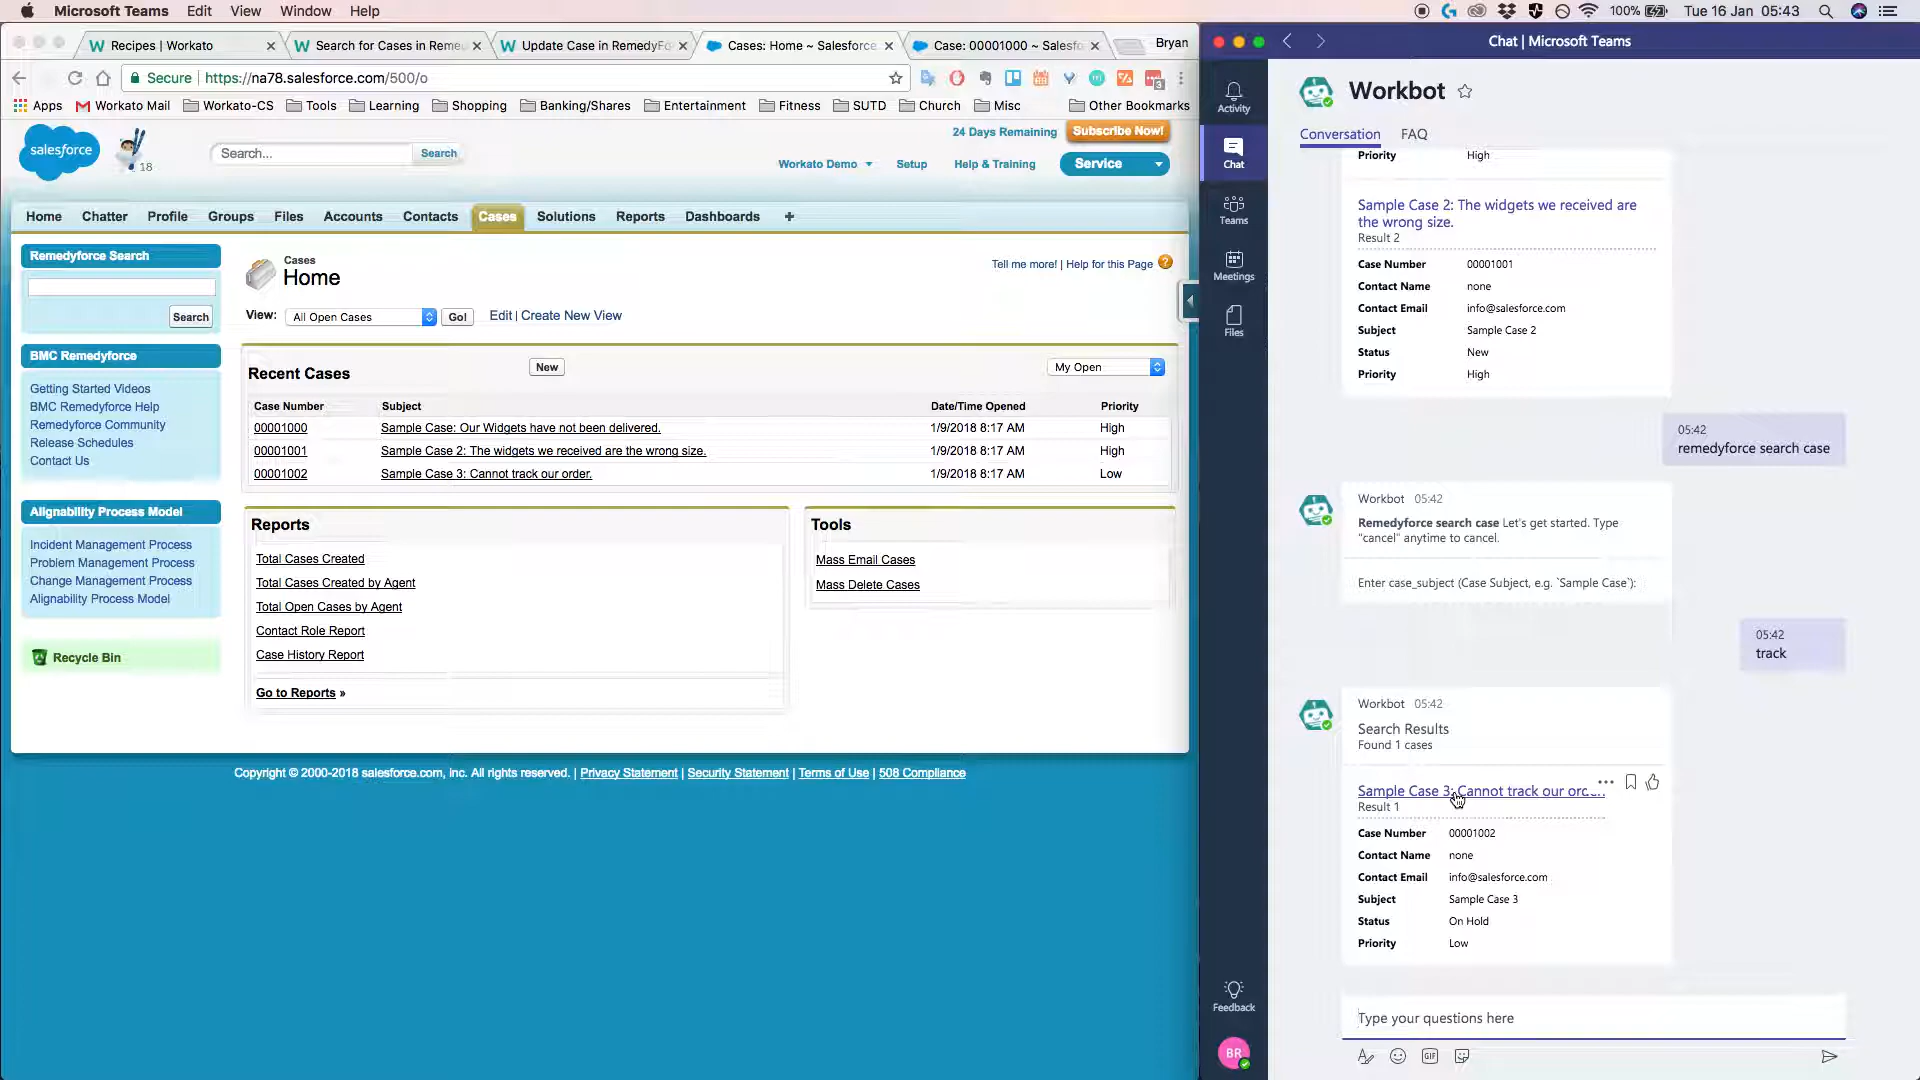 Microsoft Teams Edit View Window Help
100% Tue 16 Jan 05:43
Recipes | Workato
Search for Cases in Reme
Update Case in RemedyFo
Cases: Home ~ Salesforce
Case: 00001000 ~ Salesfo
Bryan
Secure https://na78.salesforce.com/500/o
3
Apps Workato Mail Workato-CS Tools Learning Shopping Banking/Shares Entertainment Fitness SUTD Church Misc Other Bookmarks
salesforce
18
Search...
Search
24 Days Remaining Subscribe Now!
Workato Demo Setup Help & Training Service
Home Chatter Profile Groups Files Accounts Contacts Cases Solutions Reports Dashboards +
Remedyforce Search
Search
BMC Remedyforce
Getting Started Videos
BMC Remedyforce Help
Remedyforce Community
Release Schedules
Contact Us
Alignability Process Model
Incident Management Process
Problem Management Process
Change Management Process
Alignability Process Model
Recycle Bin
Cases
Home
Tell me more! | Help for this Page ?
View: All Open Cases Go! Edit | Create New View
Recent Cases New My Open
Case Number Subject Date/Time Opened Priority
00001000 Sample Case: Our Widgets have not been delivered. 1/9/2018 8:17 AM High
00001001 Sample Case 2: The widgets we received are the wrong size. 1/9/2018 8:17 AM High
00001002 Sample Case 3: Cannot track our order. 1/9/2018 8:17 AM Low
Reports
Total Cases Created
Total Cases Created by Agent
Total Open Cases by Agent
Contact Role Report
Case History Report
Go to Reports »
Tools
Mass Email Cases
Mass Delete Cases
Copyright © 2000-2018 salesforce.com, inc. All rights reserved. | Privacy Statement | Security Statement | Terms of Use | 508 Compliance
Chat | Microsoft Teams
Activity
Chat
Teams
Meetings
Files
Feedback
BR
Workbot
Conversation FAQ
Priority High
Sample Case 2: The widgets we received are
the wrong size.
Result 2
Case Number 00001001
Contact Name none
Contact Email info@salesforce.com
Subject Sample Case 2
Status New
Priority High
05:42
remedyforce search case
Workbot 05:42
Remedyforce search case Let's get started. Type
"cancel" anytime to cancel.
Enter case_subject (Case Subject, e.g. `Sample Case`):
05:42
track
Workbot 05:42
Search Results
Found 1 cases
Sample Case 3: Cannot track our order.
Result 1
Case Number 00001002
Contact Name none
Contact Email info@salesforce.com
Subject Sample Case 3
Status On Hold
Priority Low
Type your questions here
GIF